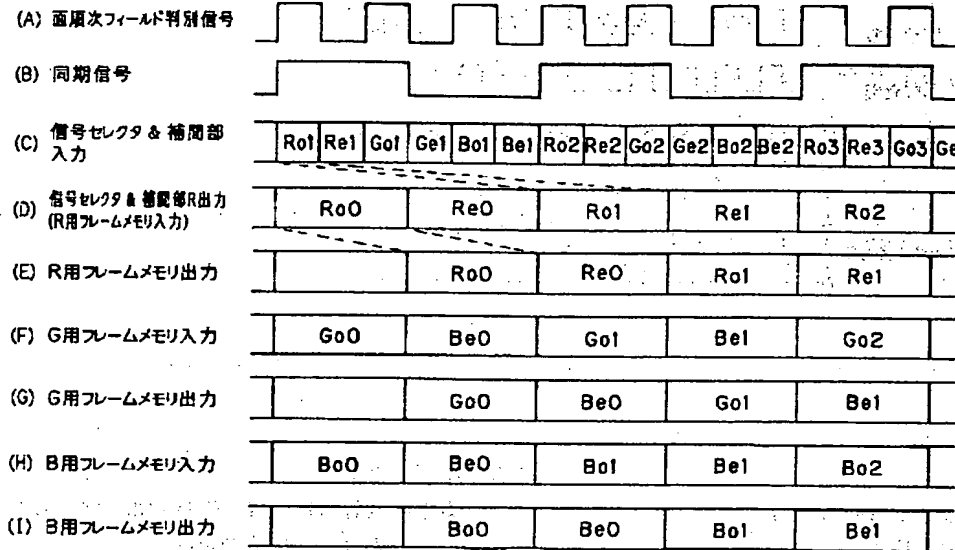 (A) 面順次フィールド判別信号
(B) 同期信号
(C) 信号セレクタ & 補間部
入力
Ro1 Re1 Go1 Ge1 Bo1 Be1 Ro2 Re2 Go2 Ge2 Bo2 Be2 Ro3 Re3 Go3 Ge
(D) 信号セレクタ & 補間部R出力
(R用フレームメモリ入力)
Ro0 Re0 Ro1 Re1 Ro2
(E) R用フレームメモリ出力
Ro0 Re0 Ro1 Re1
(F) G用フレームメモリ入力
Go0 Be0 Go1 Be1 Go2
(G) G用フレームメモリ出力
Go0 Be0 Go1 Be1
(H) B用フレームメモリ入力
Bo0 Be0 Bo1 Be1 Bo2
(I) B用フレームメモリ出力
Bo0 Be0 Bo1 Be1